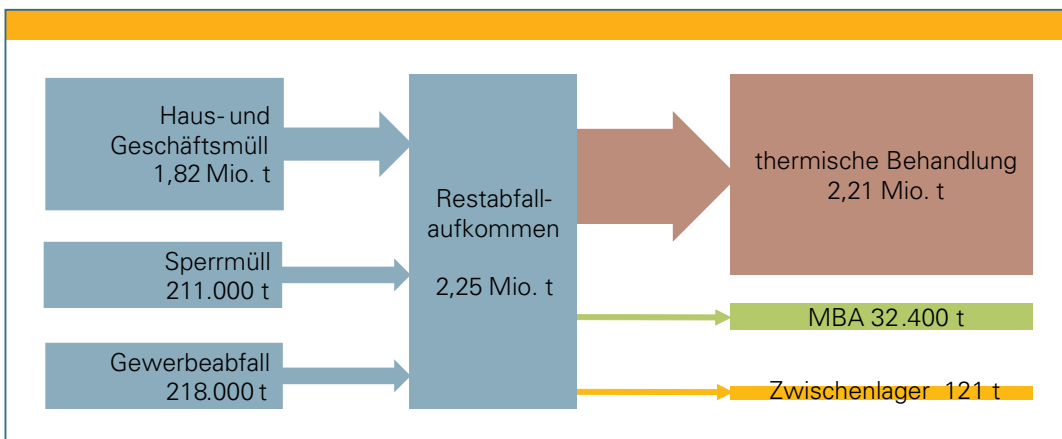 Haus- und
Geschäftsmüll
1,82 Mio. t
Sperrmüll
211.000 t
Gewerbeabfall
218.000 t
Restabfall-
aufkommen
2,25 Mio. t
thermische Behandlung
2,21 Mio. t
MBA 32.400 t
Zwischenlager 121 t